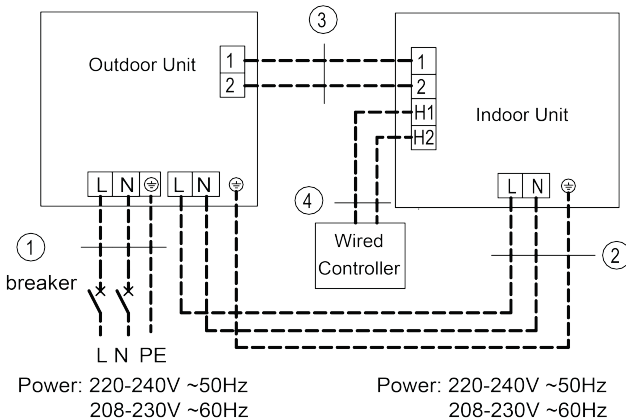 3
Outdoor Unit
1
2
1
2
H1
H2
Indoor Unit
L N L N
L N
4
Wired
Controller
1
breaker
2
L N PE
Power: 220-240V ~50Hz
208-230V ~60Hz
Power: 220-240V ~50Hz
208-230V ~60Hz